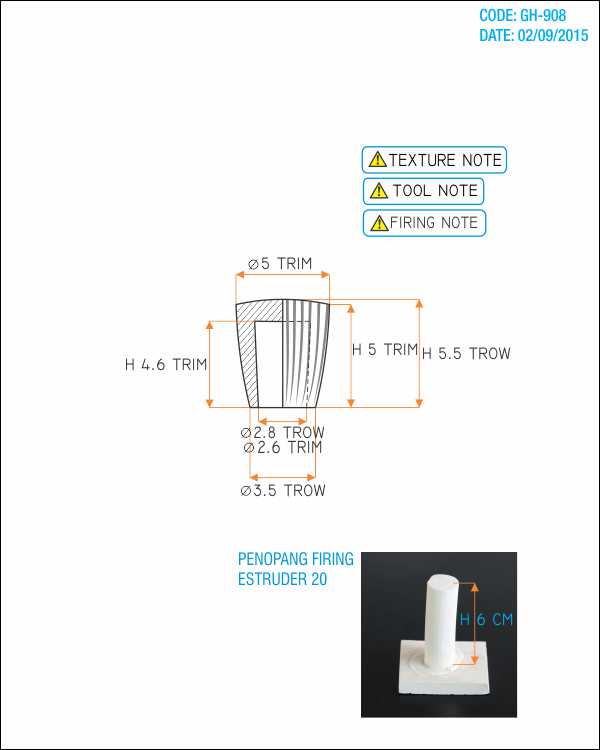 CODE: GH-908
DATE: 02/09/2015
TEXTURE NOTE
TOOL NOTE
FIRING NOTE
∅5 TRIM
H 4.6 TRIM
H 5 TRIM
H 5.5 TROW
∅2.8 TROW
∅2.6 TRIM
∅3.5 TROW
PENOPANG FIRING
ESTRUDER 20
H 6 CM